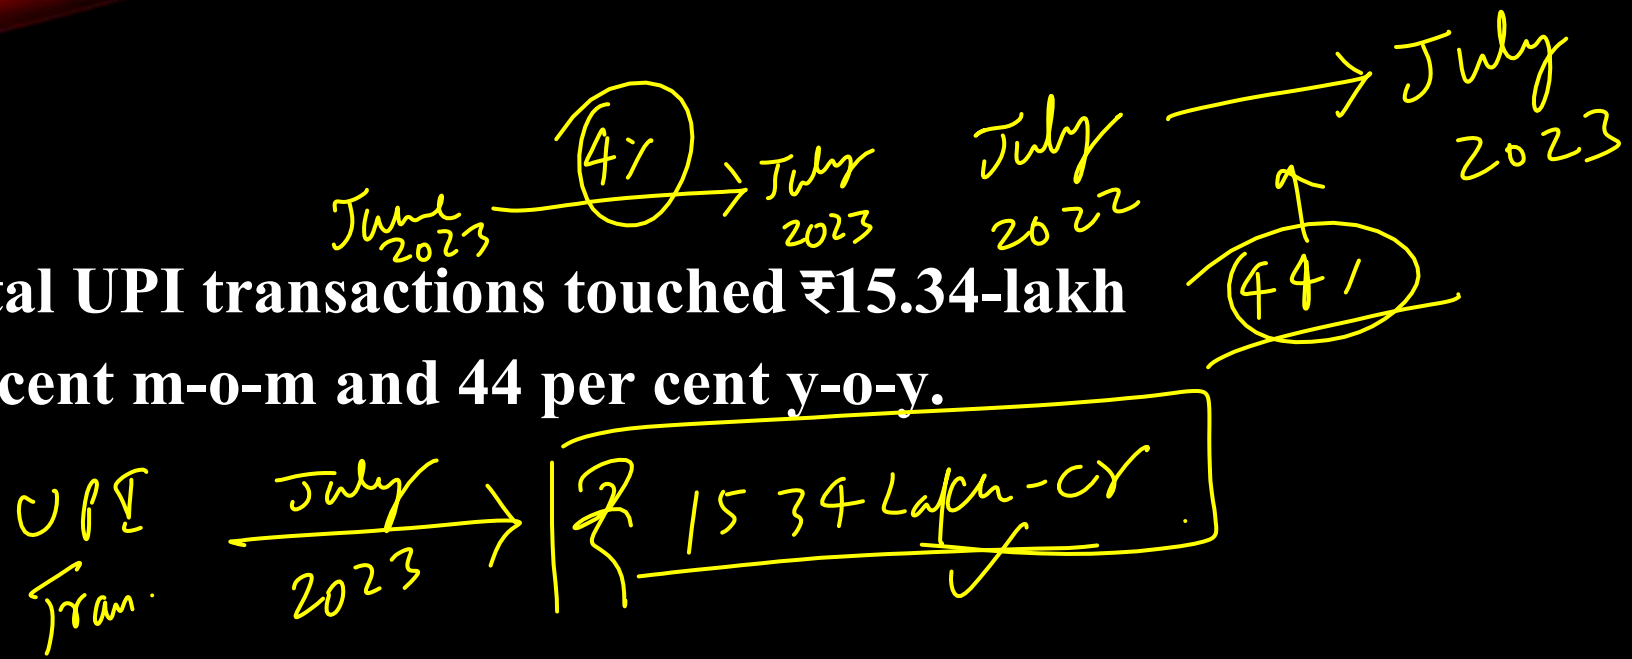 July
2023
4%
June
2023
July
2023
July
2022
tal UPI transactions touched ₹15.34-lakh
44%
cent m-o-m and 44 per cent y-o-y.
UPI
Tran.
July
2023
₹ 15 34 Lakh-cr